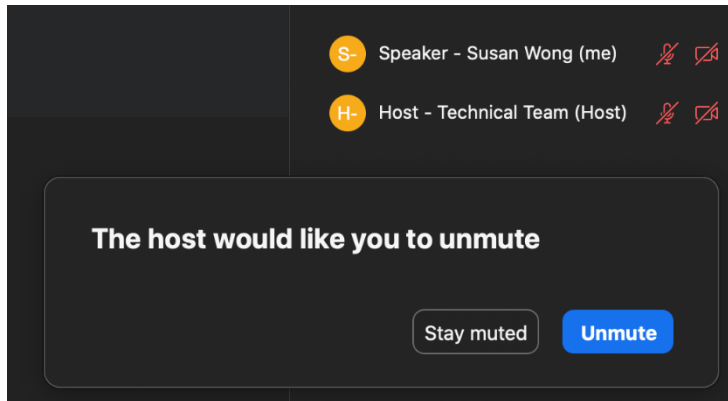 S- Speaker - Susan Wong (me)
H- Host - Technical Team (Host)
The host would like you to unmute
Stay muted Unmute